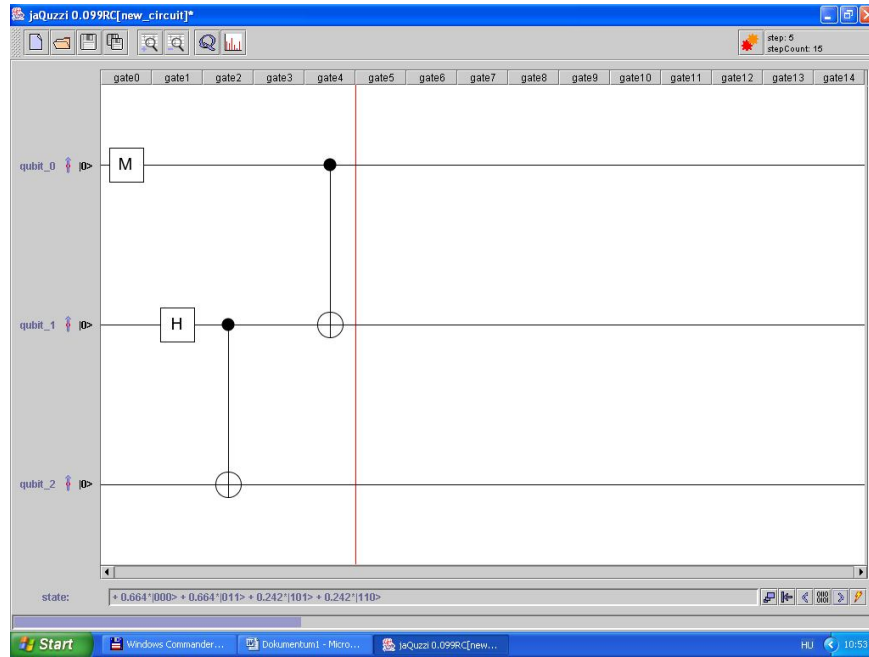 jaQuzzi 0.099RC[new_circuit]*
step: 5
stepCount: 15
gate0 gate1 gate2 gate3 gate4 gate5 gate6 gate7 gate8 gate9 gate10 gate11 gate12 gate13 gate14
qubit_0 |0> M
qubit_1 |0> H
qubit_2 |0>
state: + 0.664*|000> + 0.664*|011> + 0.242*|101> + 0.242*|110>
Start Windows Commander... Dokumentum1 - Micro... jaQuzzi 0.099RC[new... HU 10:53